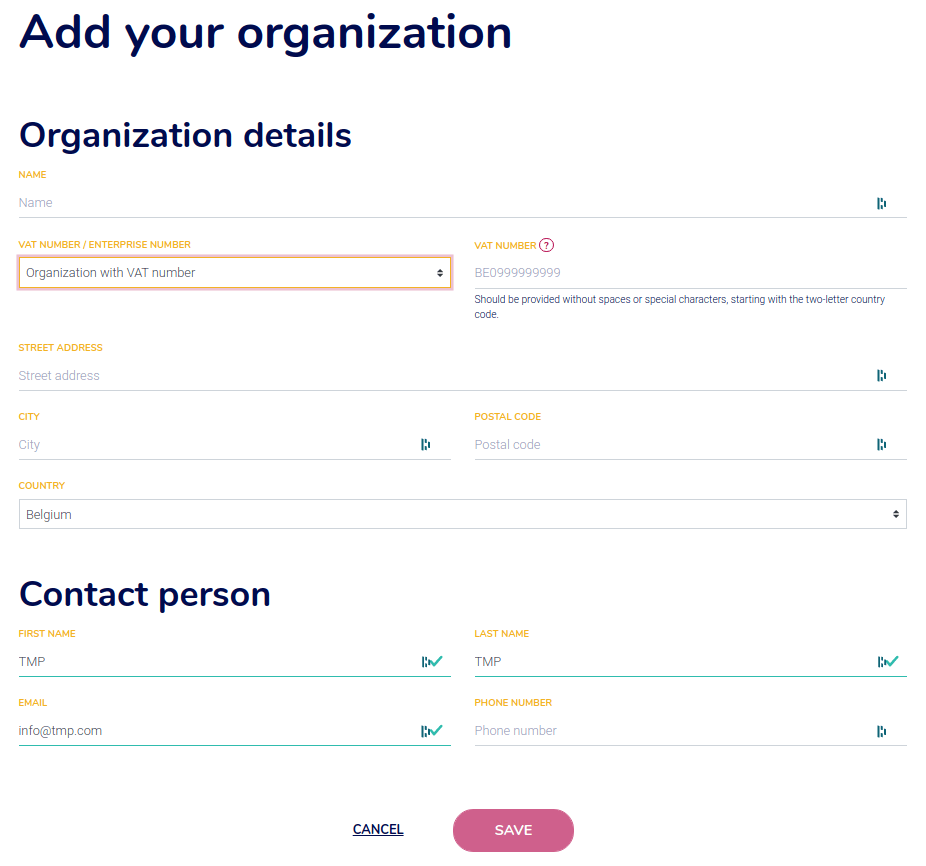 Add your organization
Organization details
NAME
Name
VAT NUMBER / ENTERPRISE NUMBER
Organization with VAT number
VAT NUMBER ?
BE0999999999
Should be provided without spaces or special characters, starting with the two-letter country
code.
STREET ADDRESS
Street address
CITY
City
POSTAL CODE
Postal code
COUNTRY
Belgium
Contact person
FIRST NAME
TMP
LAST NAME
TMP
EMAIL
info@tmp.com
PHONE NUMBER
Phone number
CANCEL
SAVE